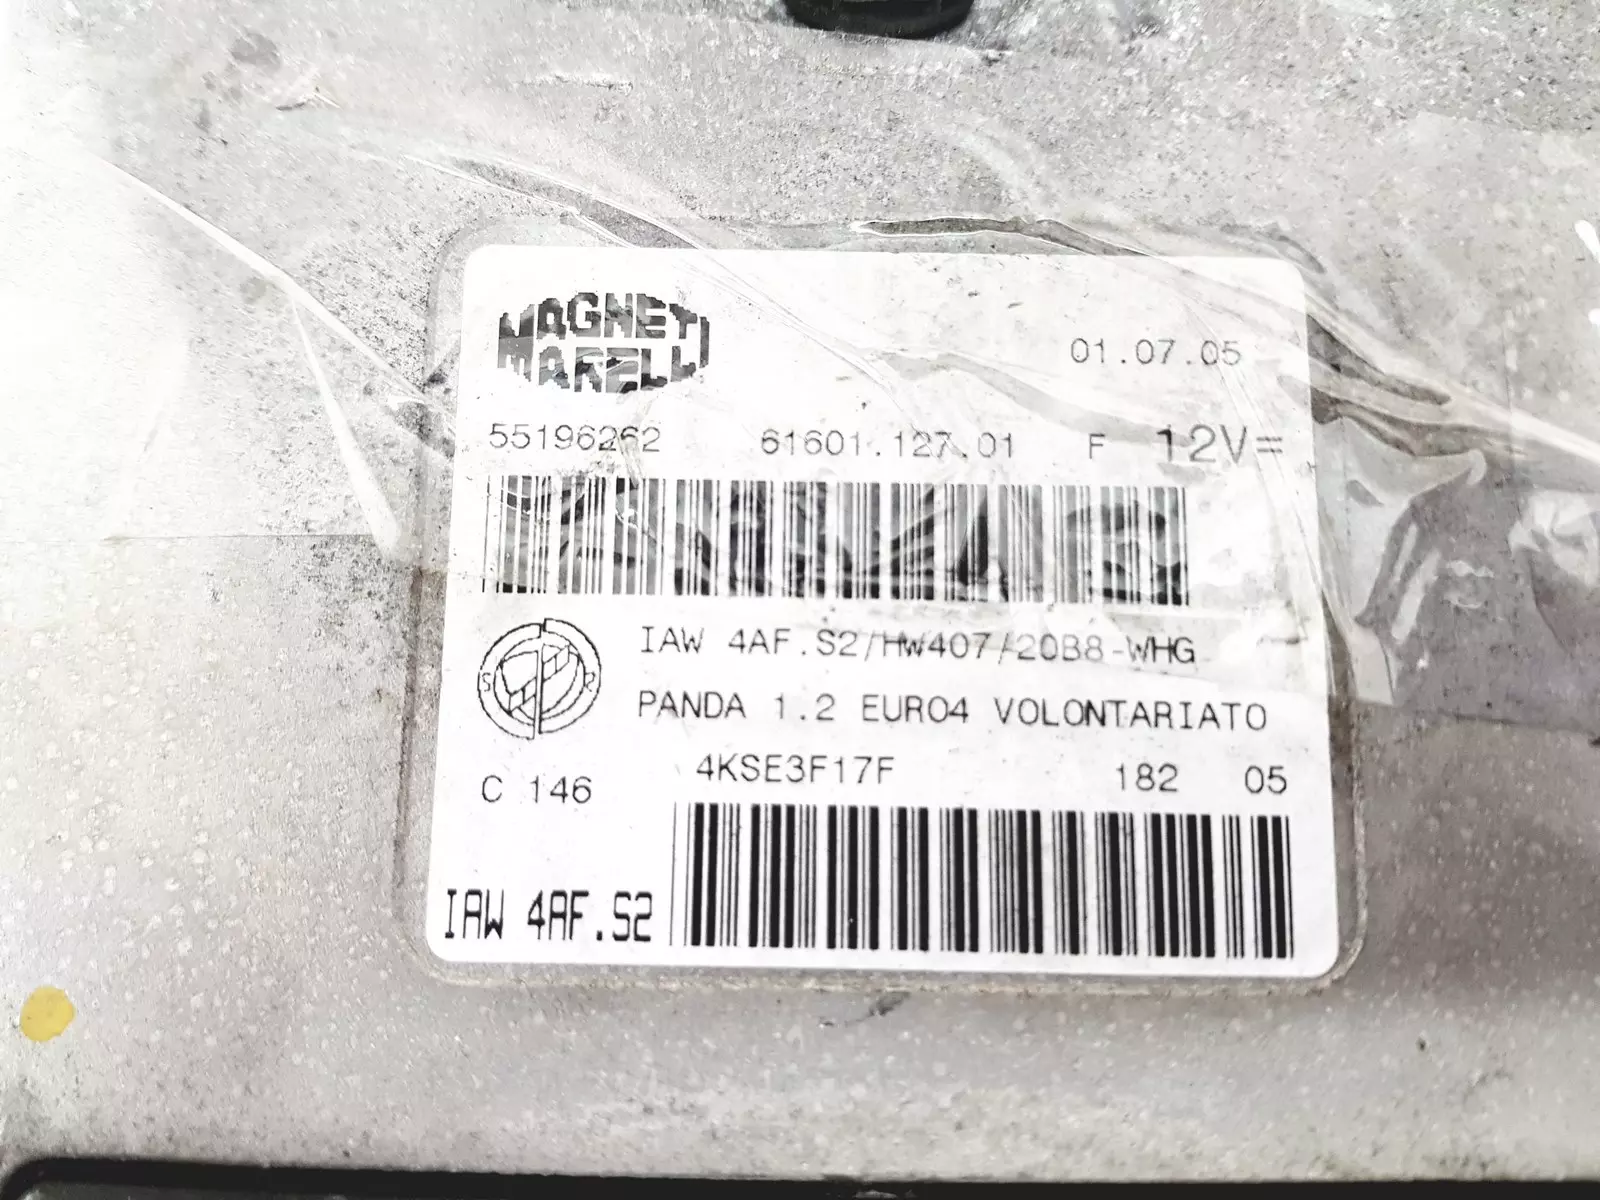 MAGNETI
MARELLI
01.07.05
55196262 61601.127.01 F 12V=
IAW 4AF.S2/HW407/20B8-WHG
S R
PANDA 1.2 EURO4 VOLONTARIATO
4KSE3F17F 182 05
C 146
IAW 4AF.S2